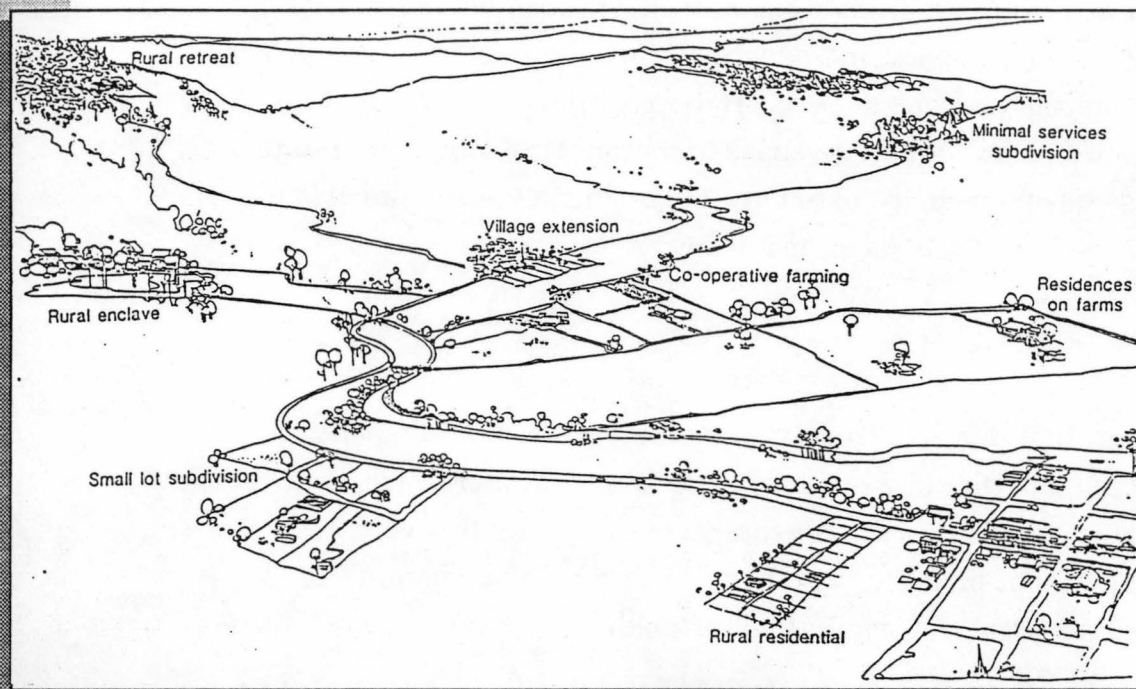 Rural retreat
Minimal services
subdivision
Village extension
Co-operative farming
Residences
on farms
Rural enclave
Small lot subdivision
Rural residential